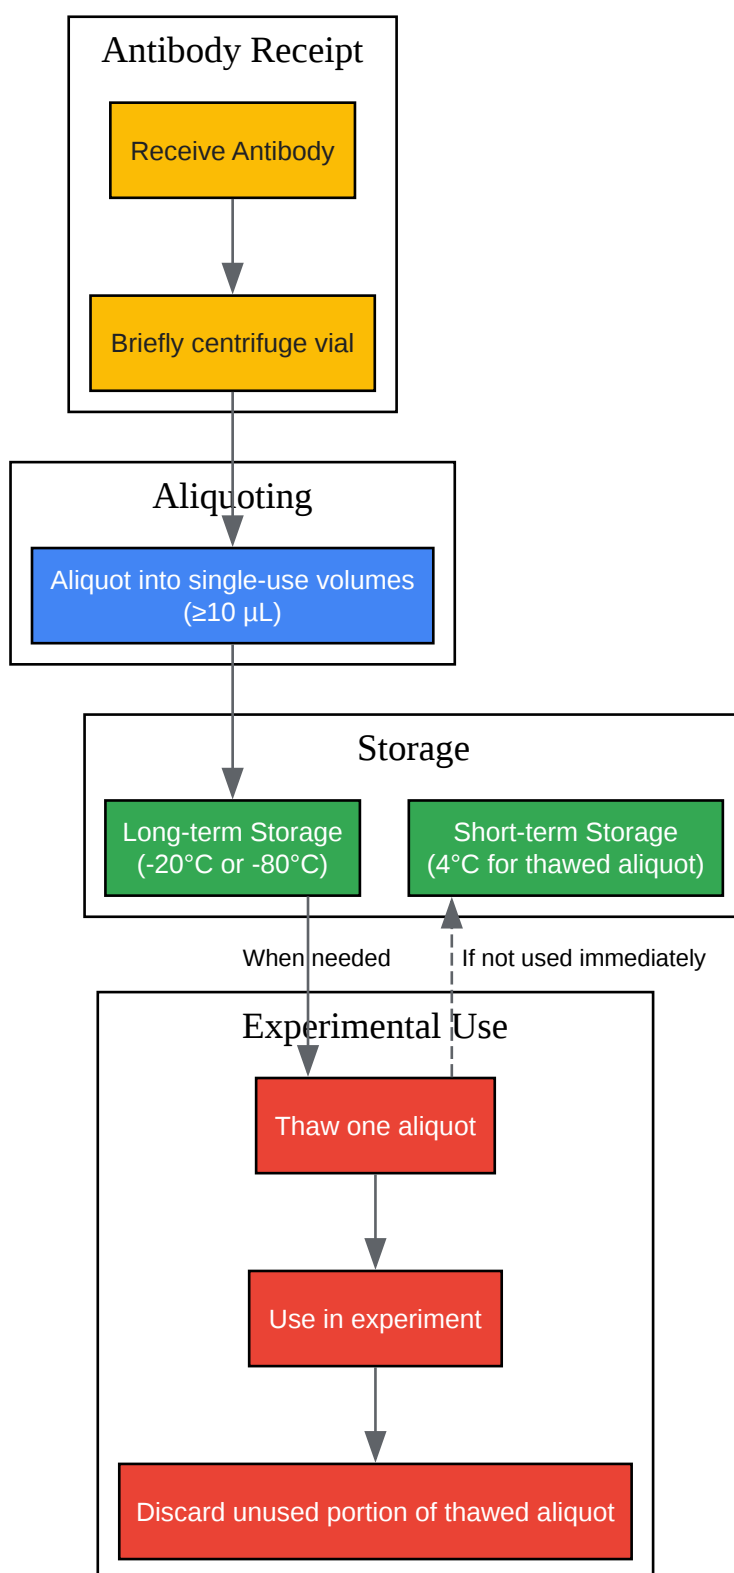 Antibody Receipt
Receive Antibody
Briefly centrifuge vial
Aliquoting
Aliquot into single-use volumes
(≥10 µL)
Storage
Long-term Storage
(-20°C or -80°C)
Short-term Storage
(4°C for thawed aliquot)
When needed
If not used immediately
Experimental Use
Thaw one aliquot
Use in experiment
Discard unused portion of thawed aliquot